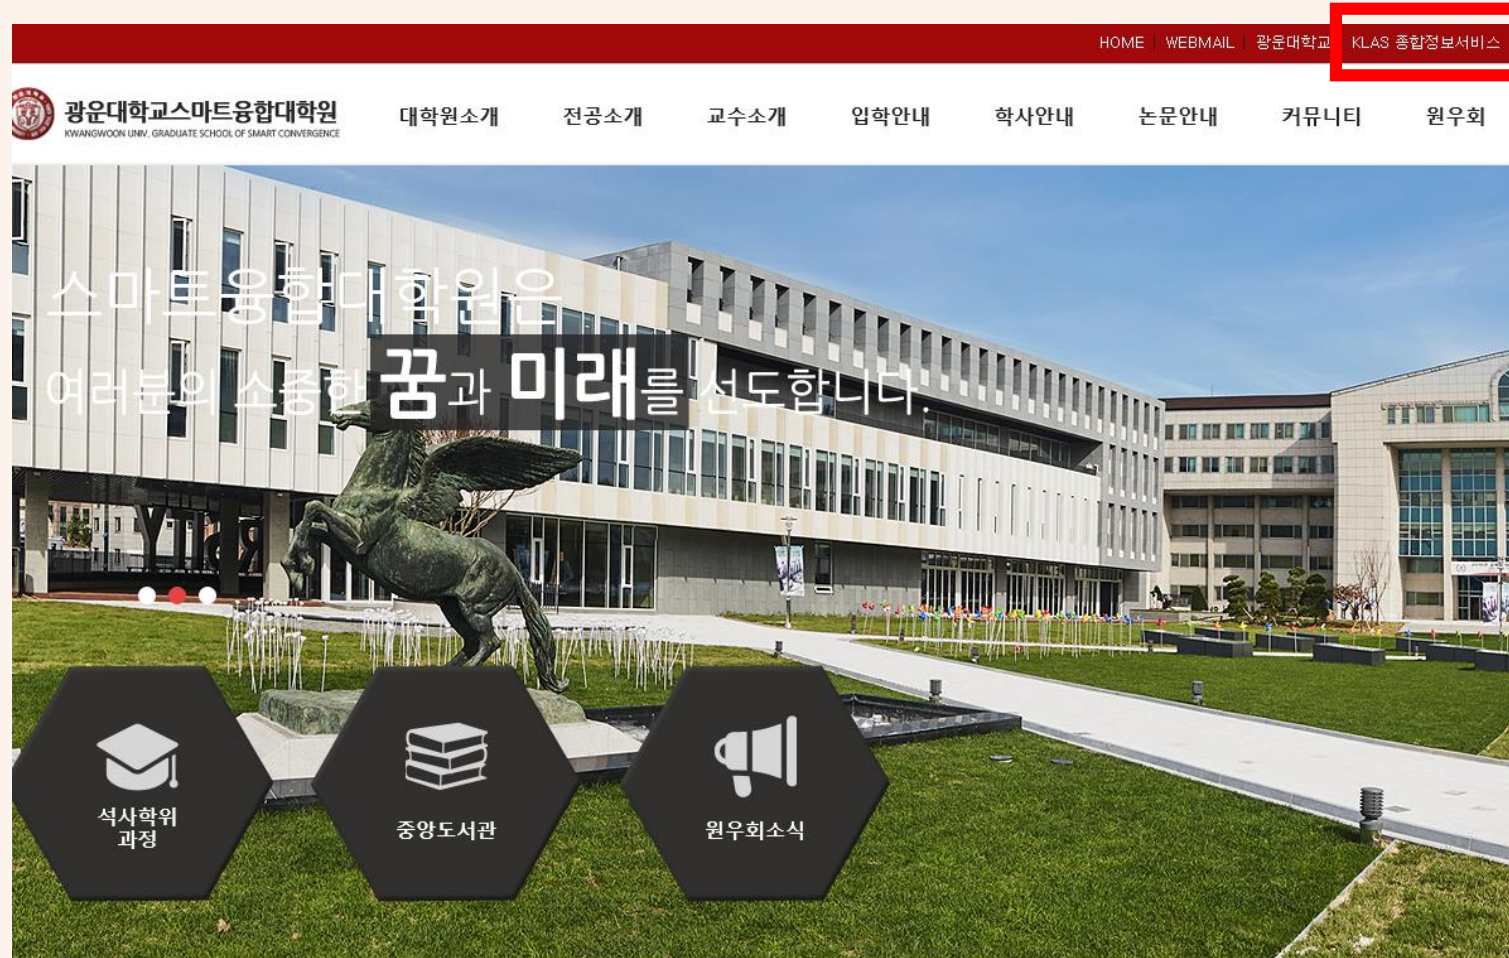 HOME | WEBMAIL | 광운대학교 KLAS 종합정보서비스
광운대학교스마트융합대학원
KWANGWOON UNIV. GRADUATE SCHOOL OF SMART CONVERGENCE
대학원소개 전공소개 교수소개 입학안내 학사안내 논문안내 커뮤니티 원우회
스마트융합대학원은
여러분의 소중한 꿈과 미래를 선도합니다.
석사학위
과정
중앙도서관
원우회소식